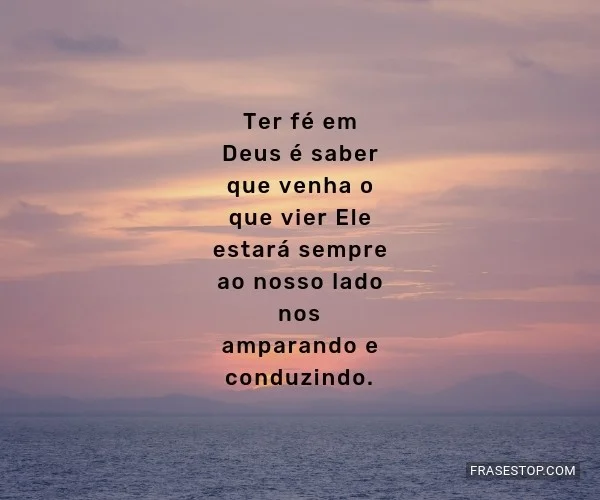 Ter fé em
Deus é saber
que venha o
que vier Ele
estará sempre
ao nosso lado
nos
amparando e
conduzindo.
FRASESTOP.COM